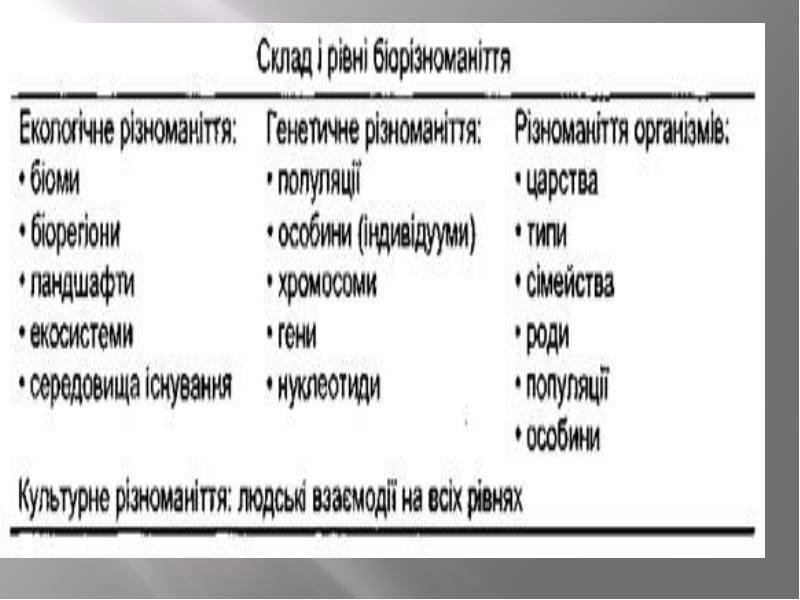 Склад і рівні біорізноманіття
Екологічне різноманіття:
• біоми
• біорегіони
• ландшафти
• екосистеми
• середовища існування
Генетичне різноманіття:
• популяції
• особини (індивідууми)
• хромосоми
• гени
• нуклеотиди
Різноманіття організмів:
• царства
• типи
• сімейства
• роди
• популяції
• особини
Культурне різноманіття: людські взаємодії на всіх рівнях